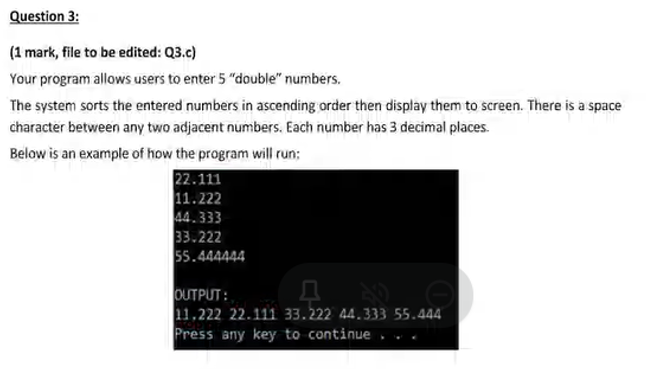 Question 3:
(1 mark, file to be edited: Q3.c)
Your program allows users to enter 5 “double” numbers.
The system sorts the entered numbers in ascending order then display them to screen. There is a space
character between any two adjacent numbers. Each number has 3 decimal places.
Below is an example of how the program will run:
22.111
11.222
44.333
33.222
55.444444
OUTPUT:
11.222 22.111 33.222 44.333 55.444
Press any key to continue . . .